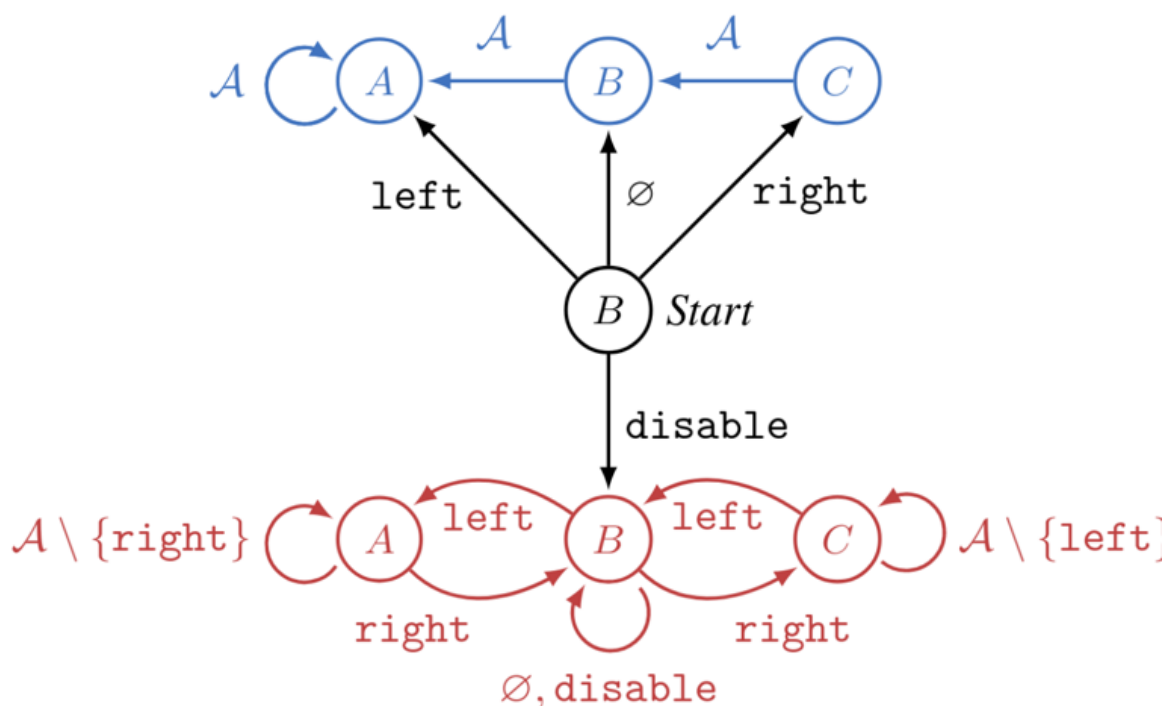 𝒜 𝒜
𝒜 A B C
left ∅ right
B Start
disable
𝒜 \ {right} A left B left C 𝒜 \ {left}
right right
∅, disable